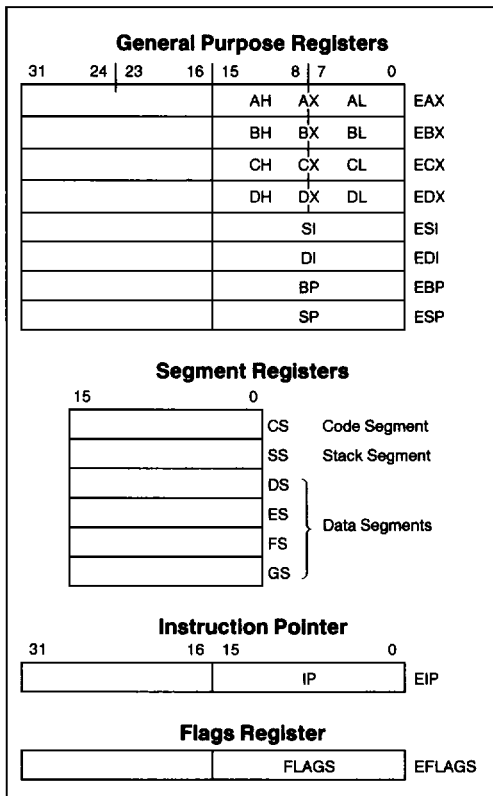 General Purpose Registers
31 24 23 16 15 8 7 0
AH AX AL EAX
BH BX BL EBX
CH CX CL ECX
DH DX DL EDX
SI ESI
DI EDI
BP EBP
SP ESP
Segment Registers
15 0
CS Code Segment
SS Stack Segment
DS
ES
FS
GS
Data Segments
Instruction Pointer
31 16 15 0
IP EIP
Flags Register
FLAGS EFLAGS